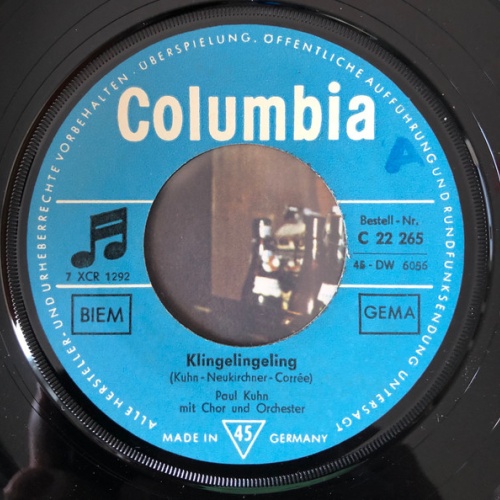 ALLE HERSTELLER- UND URHEBERRECHTE VORBEHALTEN. ÜBERSPIELUNG, ÖFFENTLICHE AUFFÜHRUNG UND RUNDFUNKSENDUNG UNTERSAGT
Columbia
Bestell-Nr.
C 22 265
7 XCR 1292
45 - DW 6056
BIEM
GEMA
Klingelingeling
(Kuhn - Neukirchner - Corrée)
Paul Kuhn
mit Chor und Orchester
MADE IN 45 GERMANY